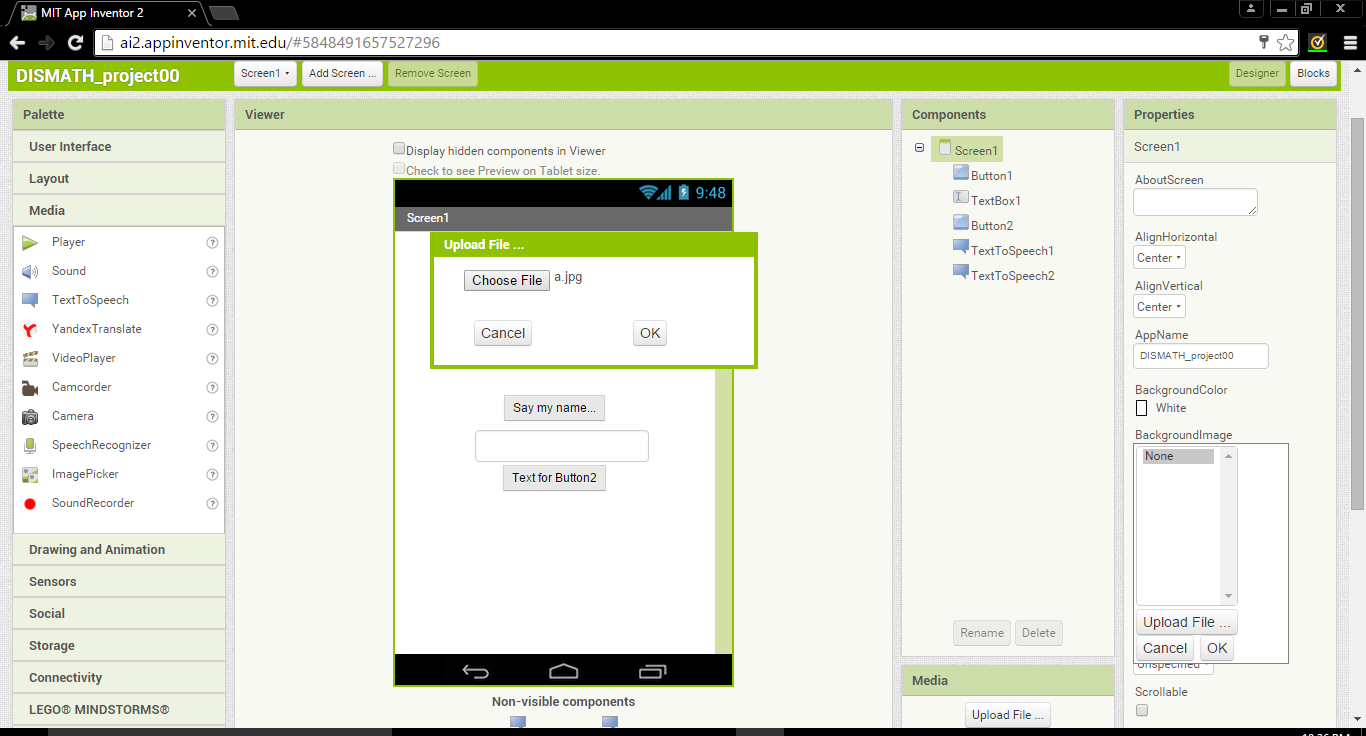 MIT App Inventor 2
ai2.appinventor.mit.edu/#5848491657527296
DISMATH_project00
Screen1
Add Screen ...
Remove Screen
Designer
Blocks
Palette
User Interface
Layout
Media
Player
?
Sound
?
TextToSpeech
?
YandexTranslate
?
VideoPlayer
?
Camcorder
?
Camera
?
SpeechRecognizer
?
ImagePicker
?
SoundRecorder
?
Drawing and Animation
Sensors
Social
Storage
Connectivity
LEGO® MINDSTORMS®
Viewer
Display hidden components in Viewer
Check to see Preview on Tablet size.
9:48
Screen1
Upload File ...
Choose File a.jpg
Cancel
OK
Say my name...
Text for Button2
Non-visible components
Components
Screen1
Button1
TextBox1
Button2
TextToSpeech1
TextToSpeech2
Rename
Delete
Media
Upload File ...
Properties
Screen1
AboutScreen
AlignHorizontal
Center
AlignVertical
Center
AppName
DISMATH_project00
BackgroundColor
White
BackgroundImage
None
Upload File ...
Cancel
OK
Unspecified
Scrollable